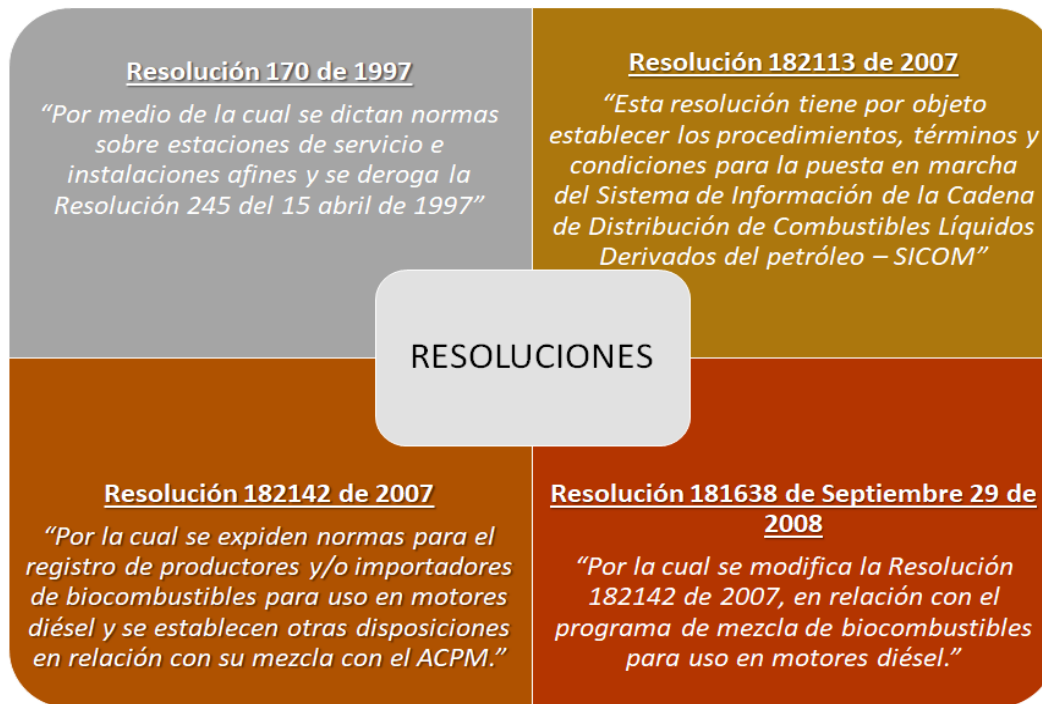 Resolución 170 de 1997
“Por medio de la cual se dictan normas
sobre estaciones de servicio e
instalaciones afines y se deroga la
Resolución 245 del 15 abril de 1997”
Resolución 182113 de 2007
“Esta resolución tiene por objeto
establecer los procedimientos, términos y
condiciones para la puesta en marcha
del Sistema de Información de la Cadena
de Distribución de Combustibles Líquidos
Derivados del petróleo – SICOM”
RESOLUCIONES
Resolución 182142 de 2007
“Por la cual se expiden normas para el
registro de productores y/o importadores
de biocombustibles para uso en motores
diésel y se establecen otras disposiciones
en relación con su mezcla con el ACPM.”
Resolución 181638 de Septiembre 29 de
2008
“Por la cual se modifica la Resolución
182142 de 2007, en relación con el
programa de mezcla de biocombustibles
para uso en motores diésel.”